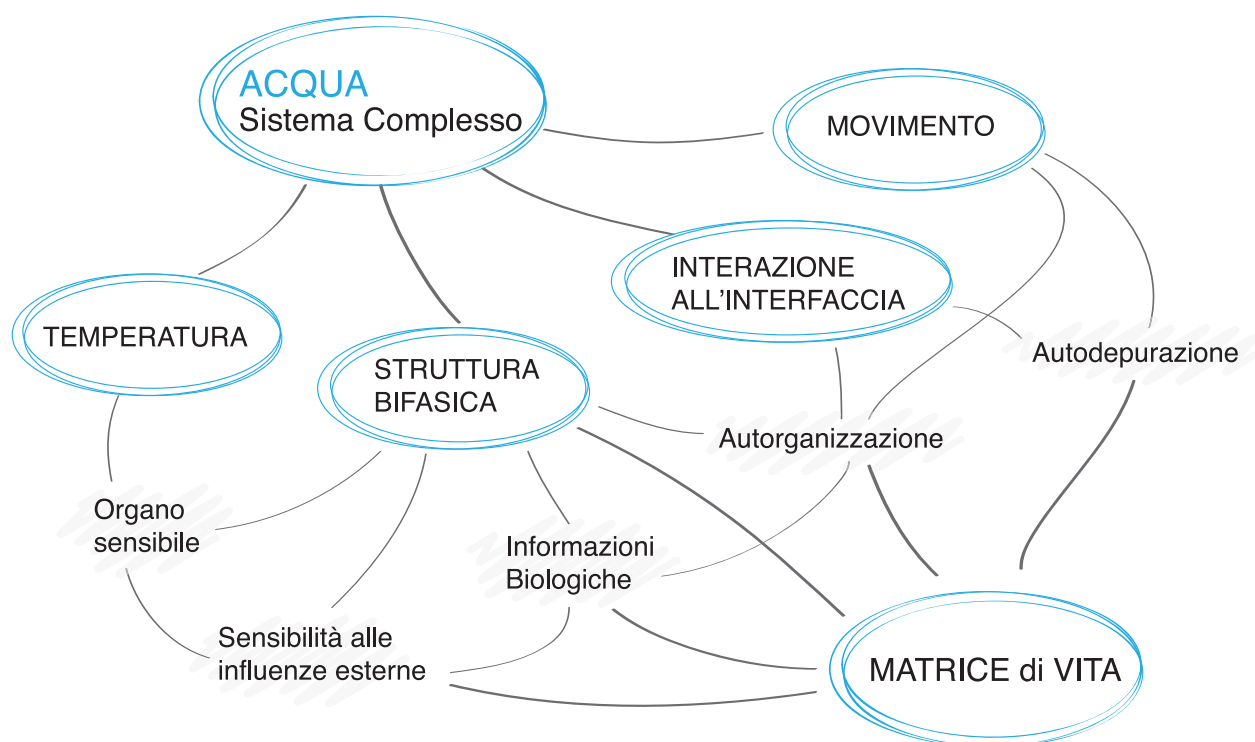 ACQUA
Sistema Complesso
MOVIMENTO
INTERAZIONE
ALL'INTERFACCIA
TEMPERATURA
STRUTTURA
BIFASICA
Autodepurazione
Autorganizzazione
Organo
sensibile
Informazioni
Biologiche
Sensibilità alle
influenze esterne
MATRICE di VITA